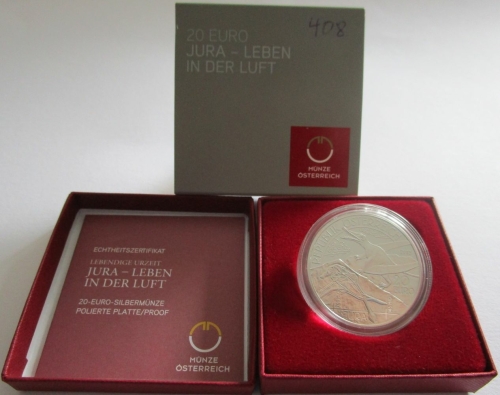 20 EURO
JURA – LEBEN
IN DER LUFT
408
MÜNZE
ÖSTERREICH
ECHTHEITSZERTIFIKAT
LEBENDIGE URZEIT
JURA – LEBEN
IN DER LUFT
20-EURO-SILBERMÜNZE
POLIERTE PLATTE/PROOF
MÜNZE
ÖSTERREICH